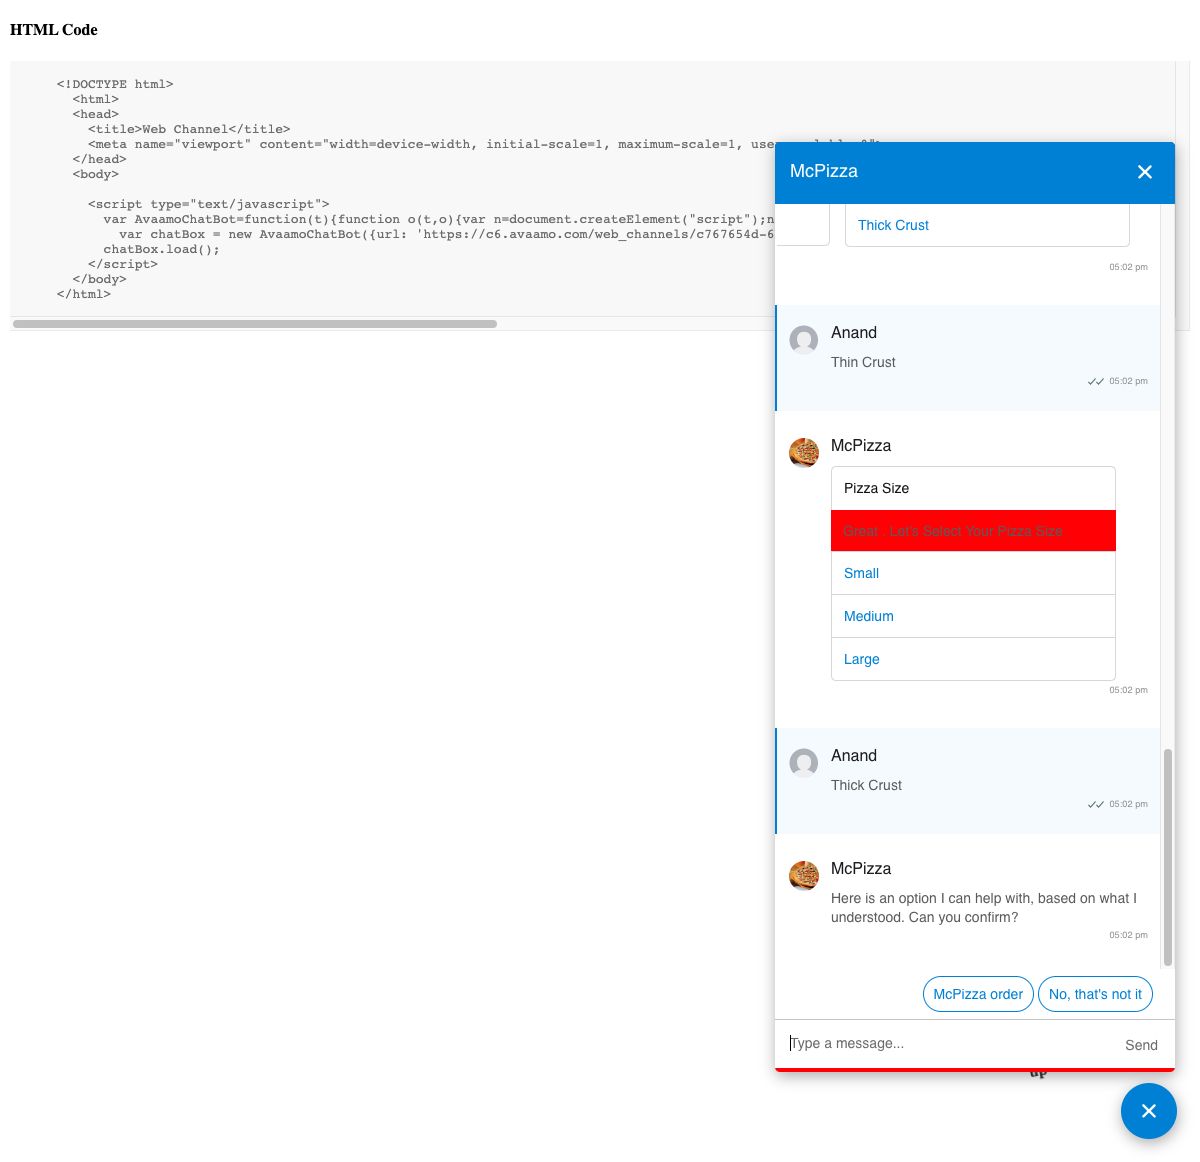 HTML Code
<!DOCTYPE html>
<html>
<head>
<title>Web Channel</title>
<meta name="viewport" content="width=device-width, initial-scale=1, maximum-scale=1,
</head>
<body>
<script type="text/javascript">
var AvaamoChatBot=function(t){function o(t,o){var n=document.createElement("script");n
var chatBox = new AvaamoChatBot({url: 'https://c6.avaamo.com/web_channels/c767654d-6
chatBox.load();
</script>
</body>
</html>
McPizza
Thick Crust
05:02 pm
Anand
Thin Crust
05:02 pm
McPizza
Pizza Size
Great . Let's Select Your Pizza Size
Small
Medium
Large
05:02 pm
Anand
Thick Crust
05:02 pm
McPizza
Here is an option I can help with, based on what I
understood. Can you confirm?
05:02 pm
McPizza order No, that's not it
Type a message... Send
up